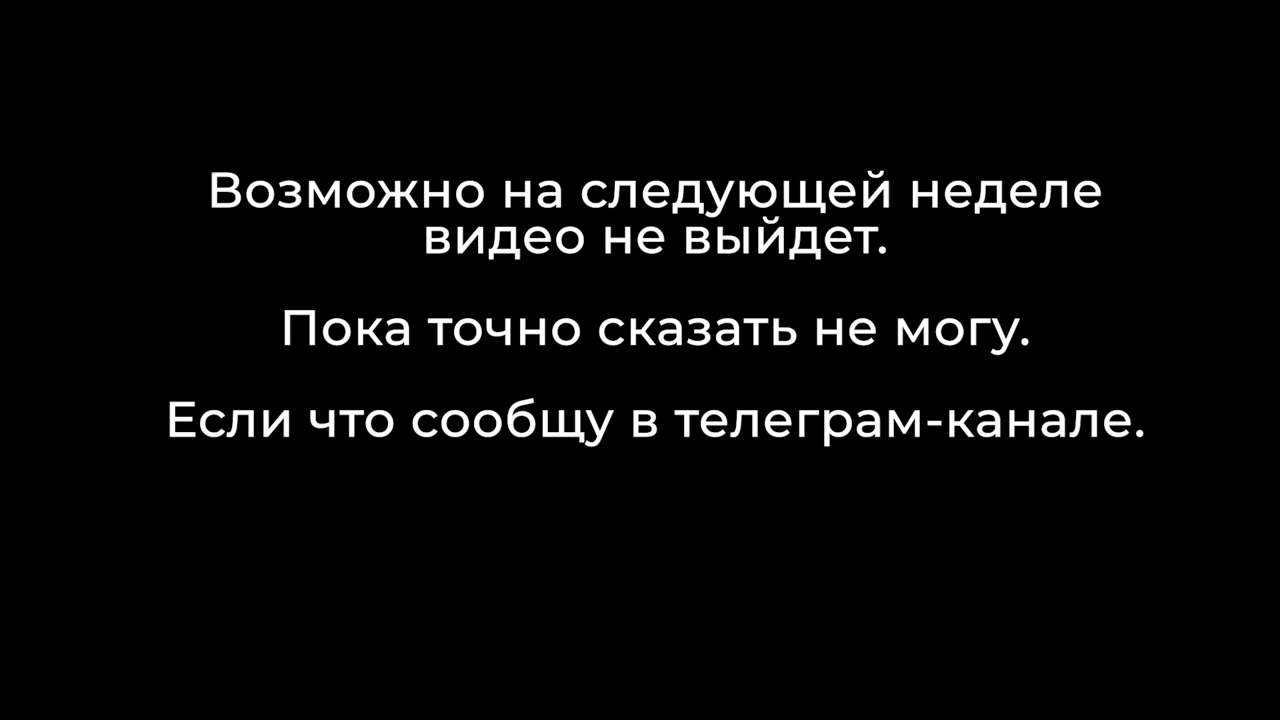 Возможно на следующей неделе
видео не выйдет.
Пока точно сказать не могу.
Если что сообщу в телеграм-канале.